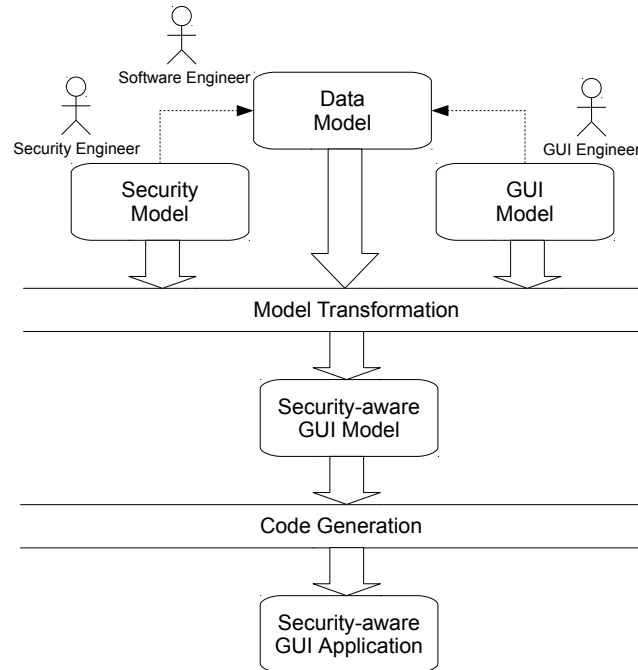 Software Engineer
Data
Model
Security Engineer
GUI Engineer
Security
Model
GUI
Model
Model Transformation
Security-aware
GUI Model
Code Generation
Security-aware
GUI Application